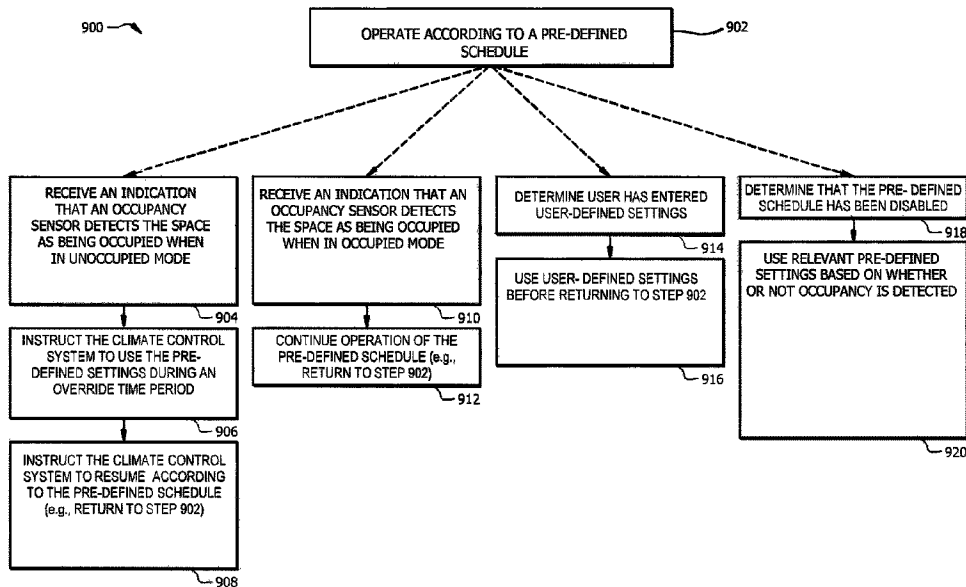 900
OPERATE ACCORDING TO A PRE-DEFINED
SCHEDULE
902
RECEIVE AN INDICATION
THAT AN OCCUPANCY
SENSOR DETECTS THE SPACE
AS BEING OCCUPIED WHEN
IN UNOCCUPIED MODE
904
INSTRUCT THE CLIMATE CONTROL
SYSTEM TO USE THE PRE-
DEFINED SETTINGS DURING AN
OVERRIDE TIME PERIOD
906
INSTRUCT THE CLIMATE CONTROL
SYSTEM TO RESUME ACCORDING
TO THE PRE-DEFINED SCHEDULE
(e.g., RETURN TO STEP 902)
908
RECEIVE AN INDICATION THAT AN
OCCUPANCY SENSOR DETECTS
THE SPACE AS BEING OCCUPIED
WHEN IN OCCUPIED MODE
910
CONTINUE OPERATION OF THE
PRE-DEFINED SCHEDULE (e.g.,
RETURN TO STEP 902)
912
DETERMINE USER HAS ENTERED
USER-DEFINED SETTINGS
914
USE USER- DEFINED SETTINGS
BEFORE RETURNING TO STEP 902
916
DETERMINE THAT THE PRE- DEFINED
SCHEDULE HAS BEEN DISABLED
918
USE RELEVANT PRE-DEFINED
SETTINGS BASED ON WHETHER
OR NOT OCCUPANCY IS DETECTED
920